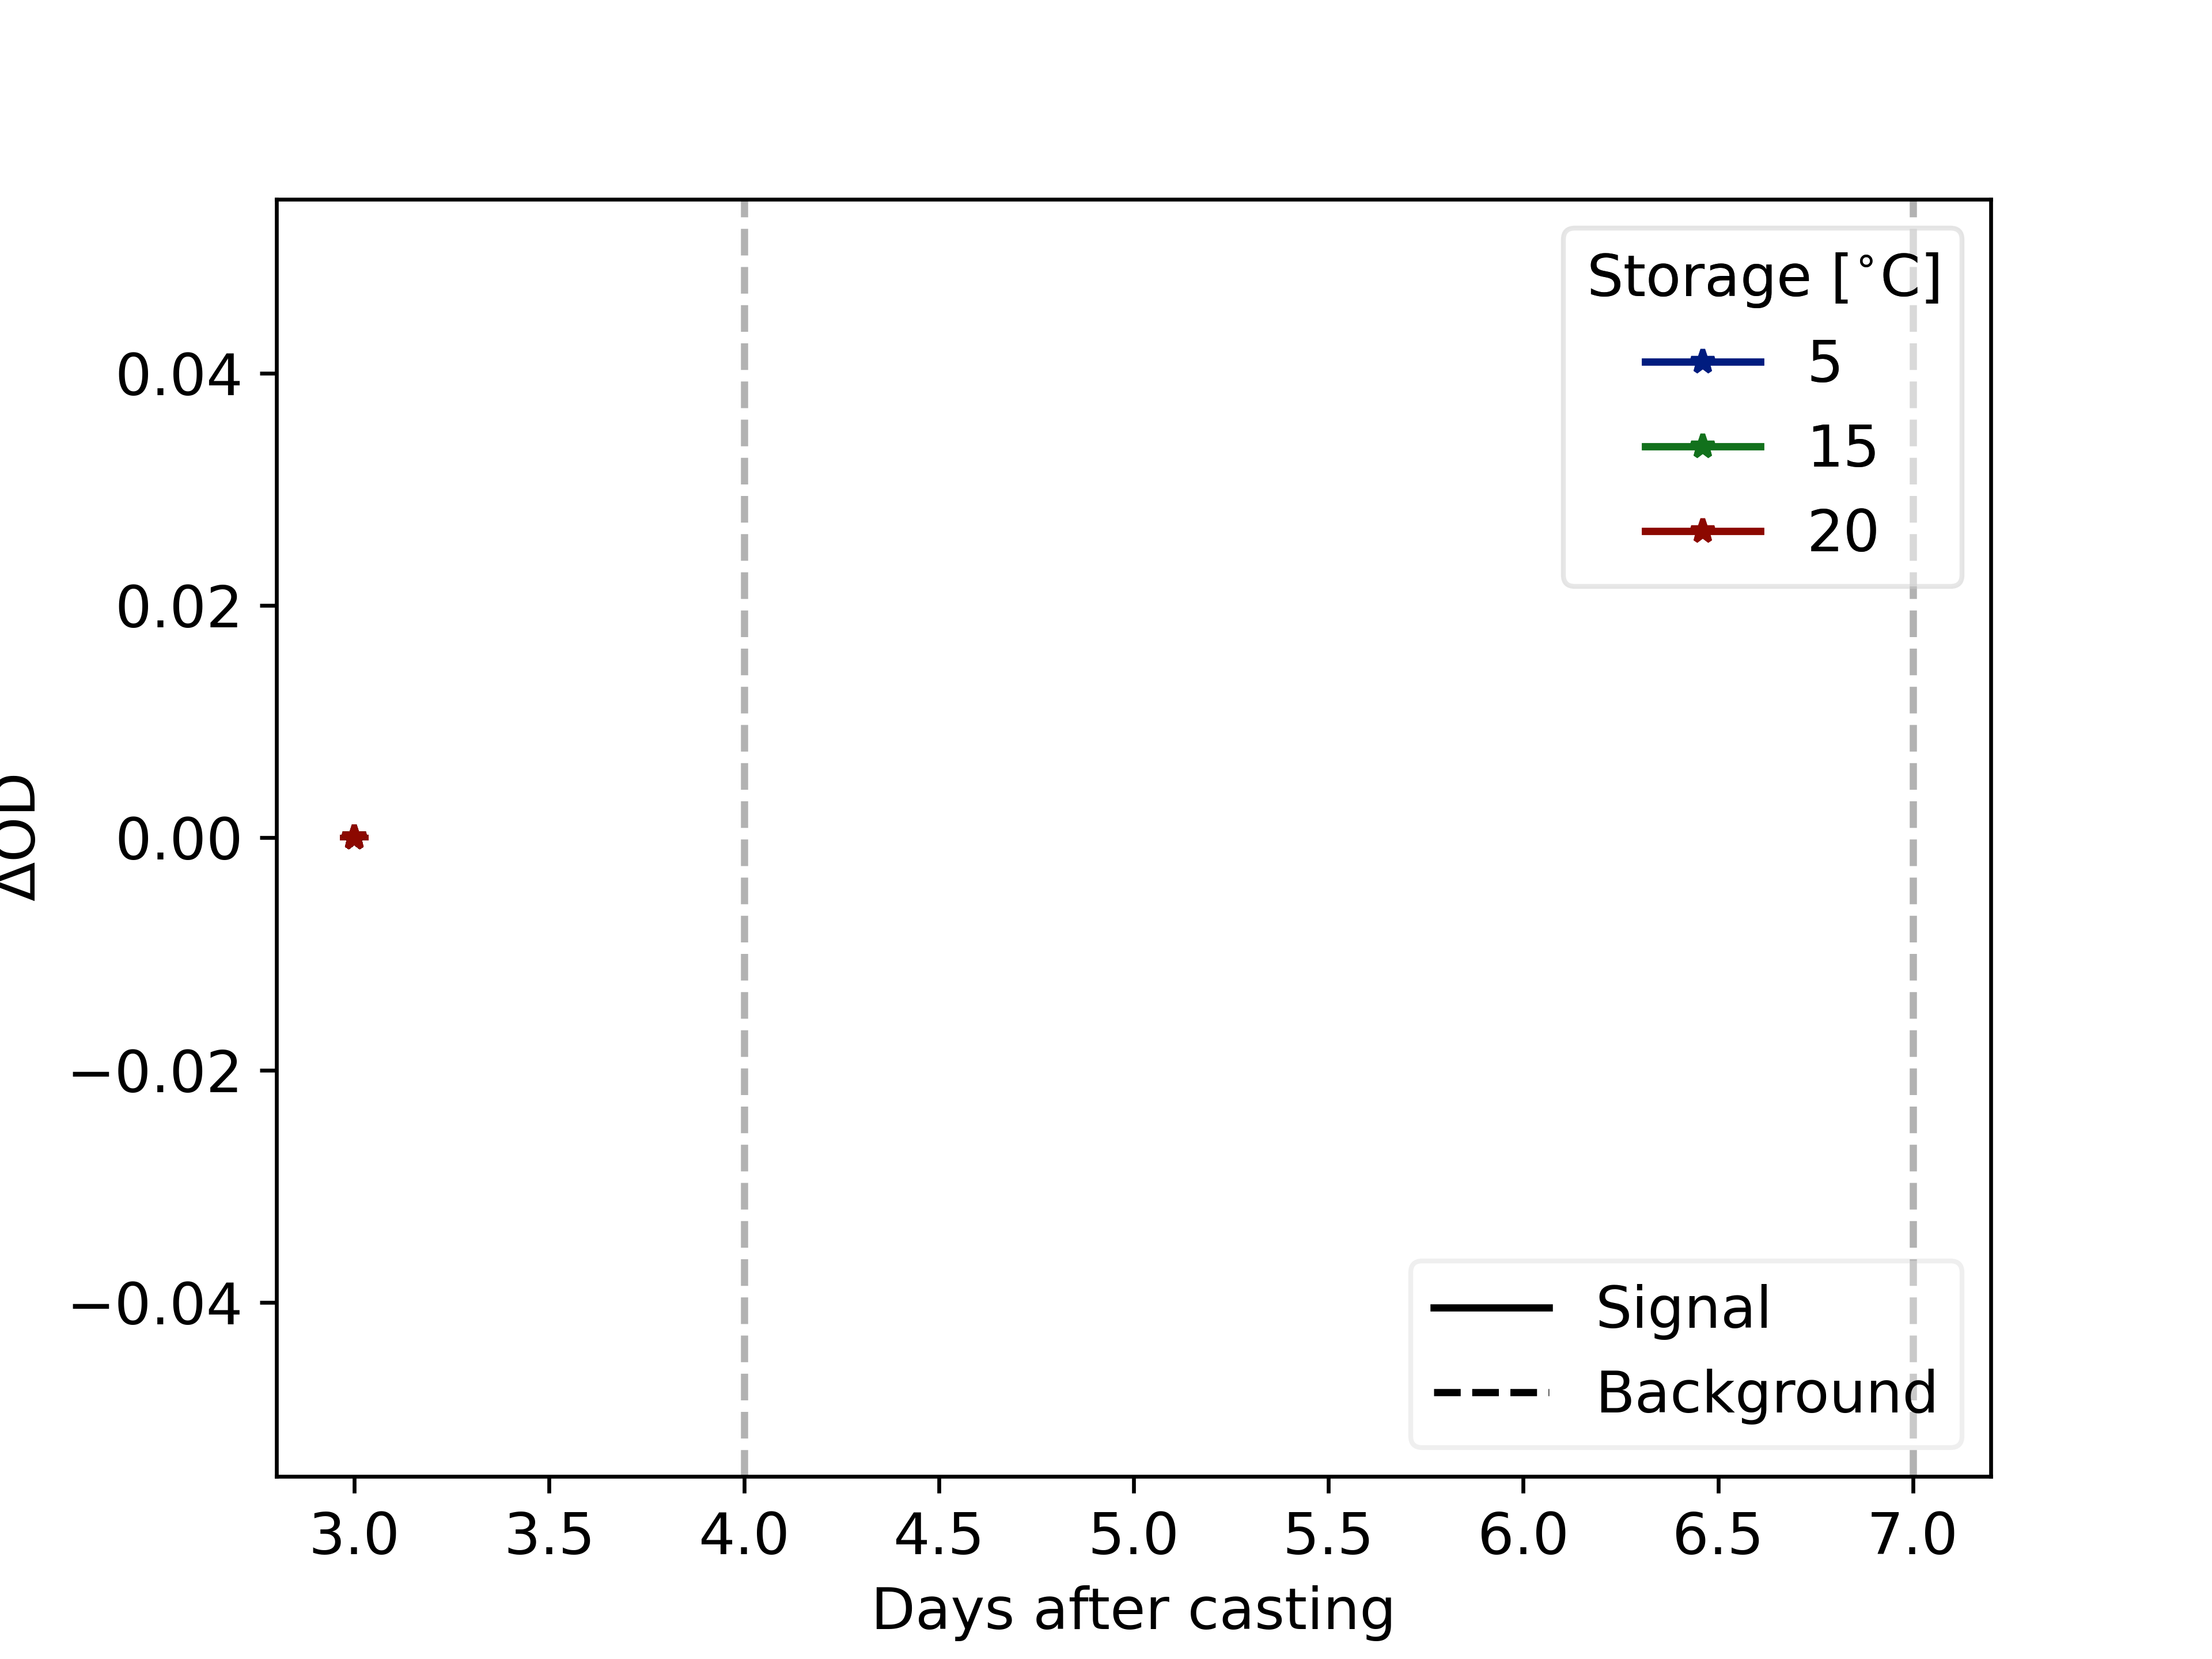 Storage [°C]
5
15
20
0.04
0.02
0.00
−0.02
−0.04
ΔOD
Signal
Background
3.0 3.5 4.0 4.5 5.0 5.5 6.0 6.5 7.0
Days after casting